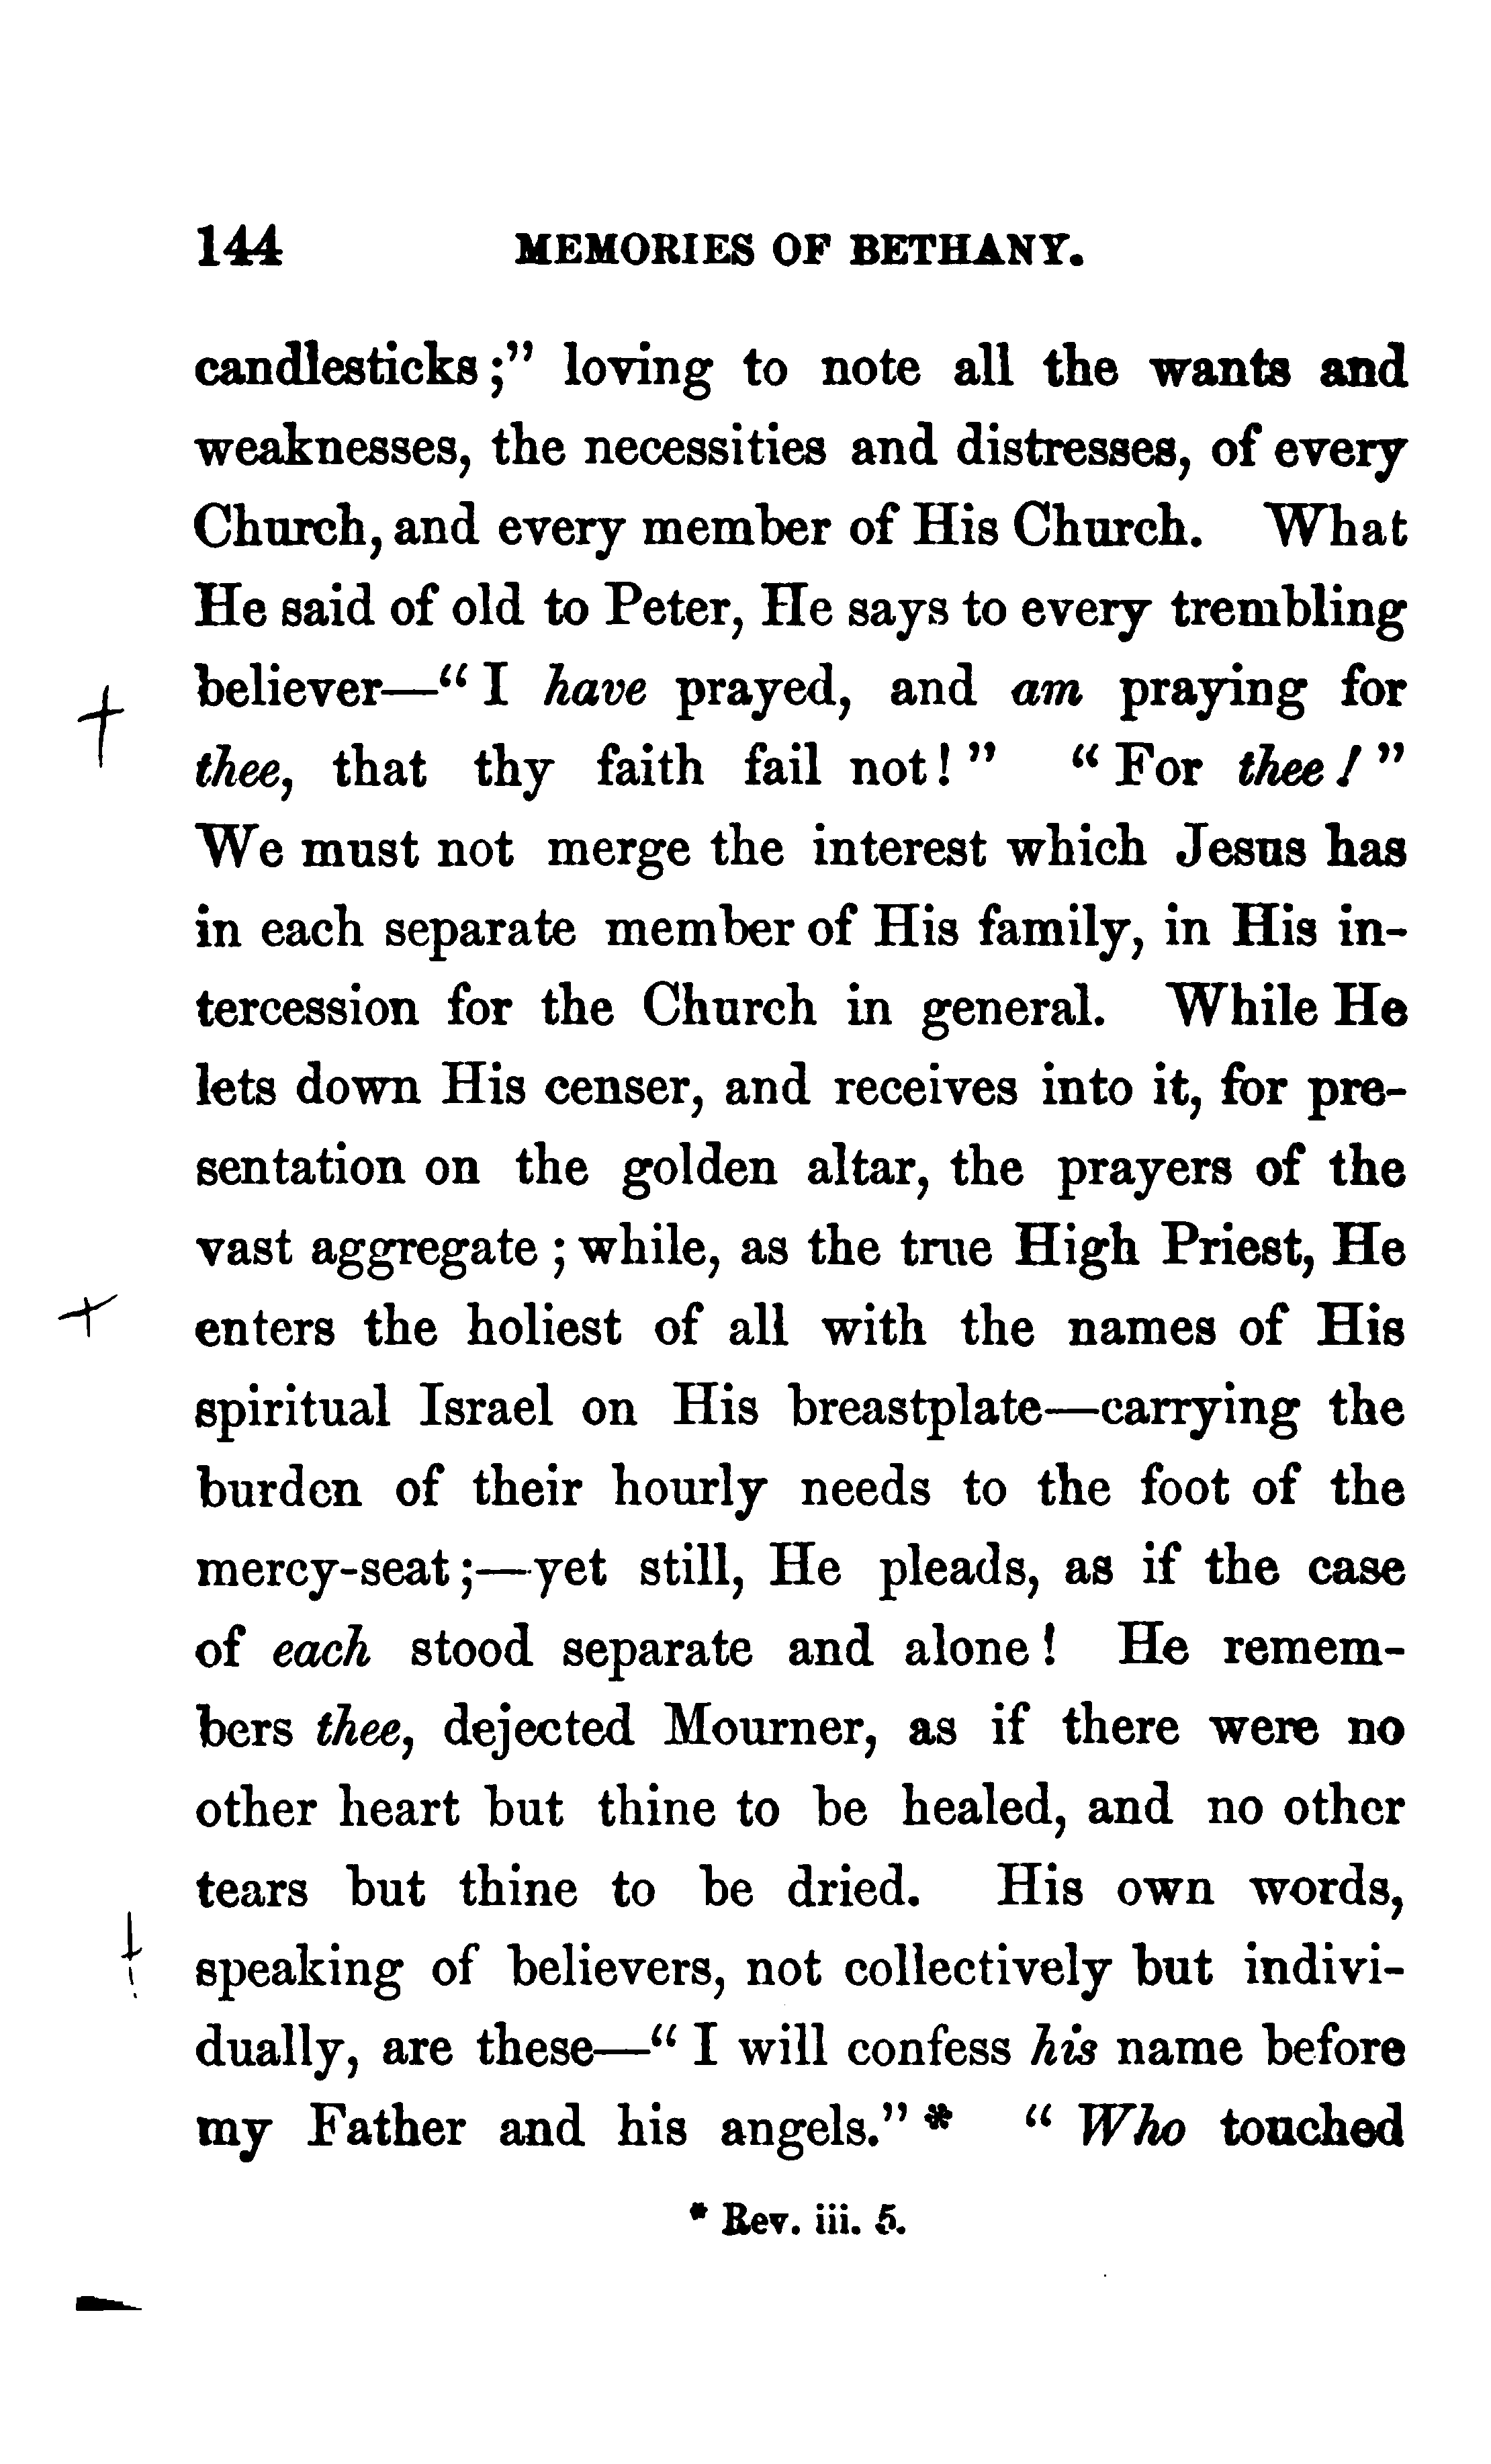 144 MEMORIES OF BETHANY.
candlesticks;” loving to note all the wants and
weaknesses, the necessities and distresses, of every
Church, and every member of His Church. What
He said of old to Peter, He says to every trembling
believer—“I have prayed, and am praying for
thee, that thy faith fail not!” “For thee!”
We must not merge the interest which Jesus has
in each separate member of His family, in His in-
tercession for the Church in general. While He
lets down His censer, and receives into it, for pre-
sentation on the golden altar, the prayers of the
vast aggregate; while, as the true High Priest, He
enters the holiest of all with the names of His
spiritual Israel on His breastplate—carrying the
burden of their hourly needs to the foot of the
mercy-seat;—yet still, He pleads, as if the case
of each stood separate and alone! He remem-
bers thee, dejected Mourner, as if there were no
other heart but thine to be healed, and no other
tears but thine to be dried. His own words,
speaking of believers, not collectively but indivi-
dually, are these—“I will confess his name before
my Father and his angels.”* “Who touched
* Rev. iii. 5.